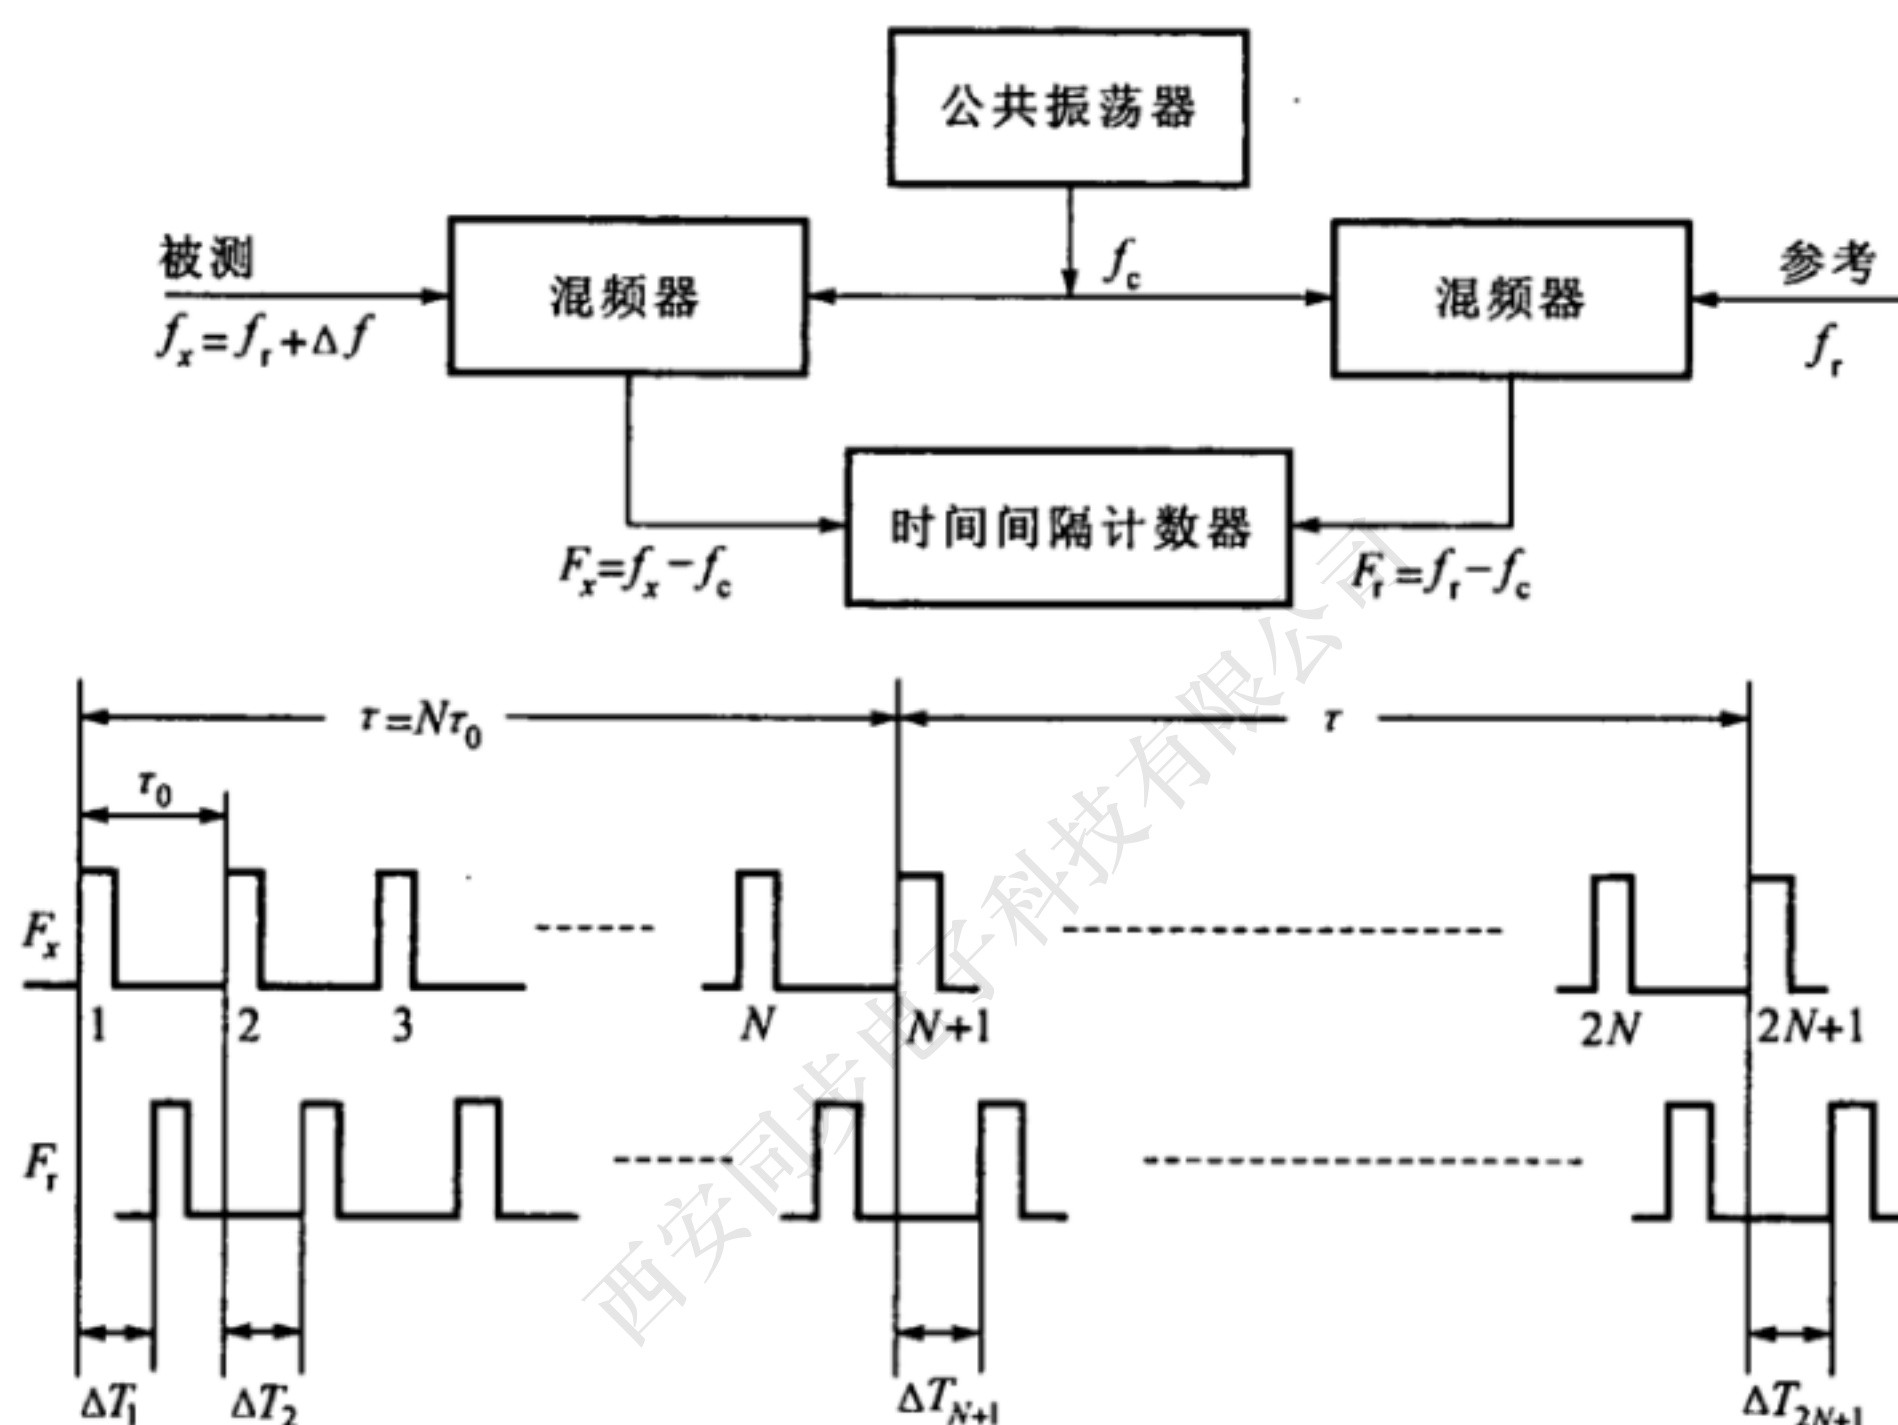 公共振荡器
被测
f_x=f_r+Δf
混频器
f_c
混频器
参考
f_r
时间间隔计数器
F_x=f_x-f_c
F_r=f_r-f_c
τ=Nτ_0
τ
τ_0
F_x
1 2 3 N N+1 2N 2N+1
F_r
ΔT_1 ΔT_2 ΔT_{N+1} ΔT_{2N+1}
西安同步电子科技有限公司